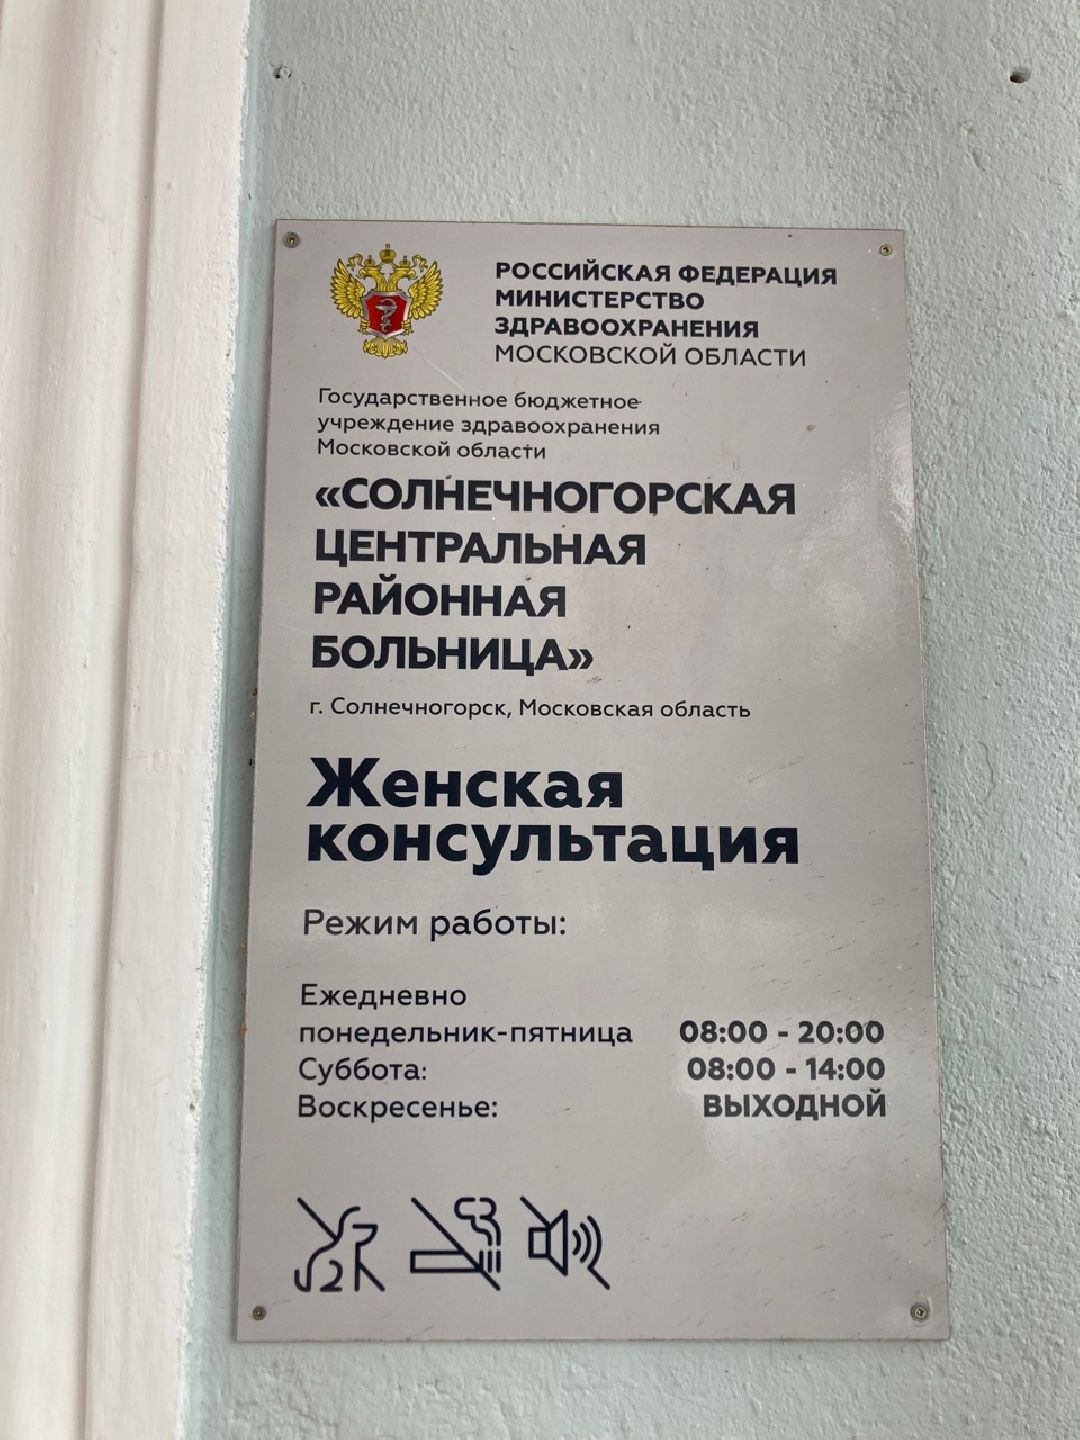 РОССИЙСКАЯ ФЕДЕРАЦИЯ
МИНИСТЕРСТВО
ЗДРАВООХРАНЕНИЯ
МОСКОВСКОЙ ОБЛАСТИ
Государственное бюджетное
учреждение здравоохранения
Московской области
«СОЛНЕЧНОГОРСКАЯ
ЦЕНТРАЛЬНАЯ
РАЙОННАЯ
БОЛЬНИЦА»
г. Солнечногорск, Московская область
Женская
консультация
Режим работы:
Ежедневно
понедельник-пятница 08:00 - 20:00
Суббота: 08:00 - 14:00
Воскресенье: ВЫХОДНОЙ